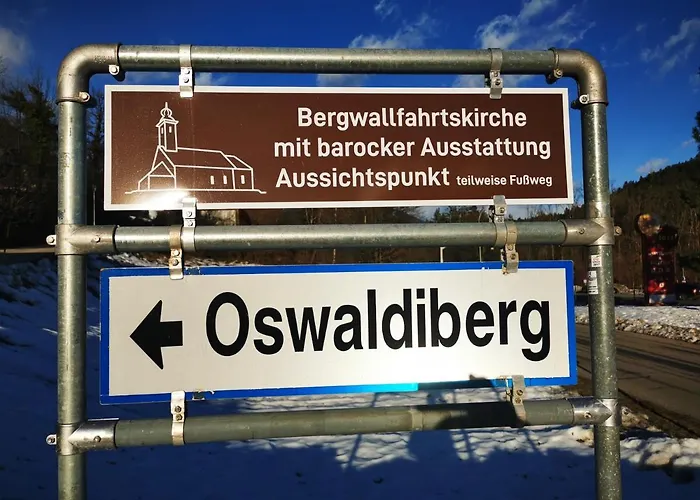 Bergwallfahrtskirche
mit barocker Ausstattung
Aussichtspunkt teilweise Fußweg
Oswaldiberg